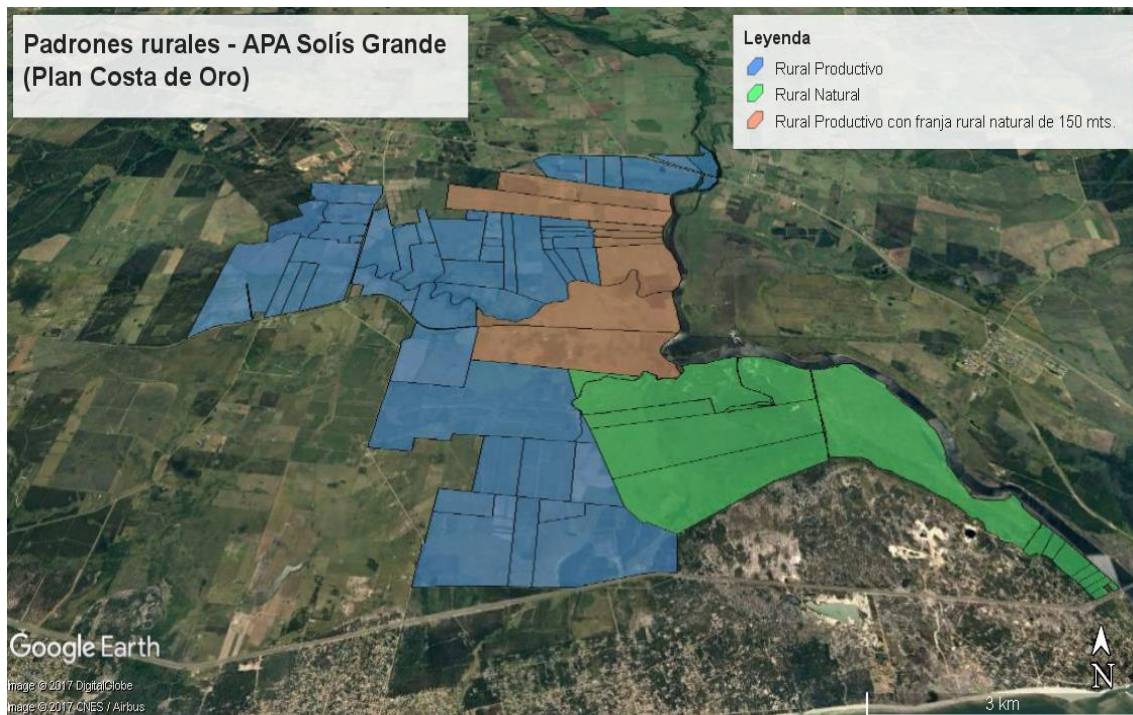 Padrones rurales - APA Solís Grande
(Plan Costa de Oro)
Leyenda
Rural Productivo
Rural Natural
Rural Productivo con franja rural natural de 150 mts.
Google Earth
Image © 2017 DigitalGlobe
Image © 2017 CNES / Airbus
N
3 km